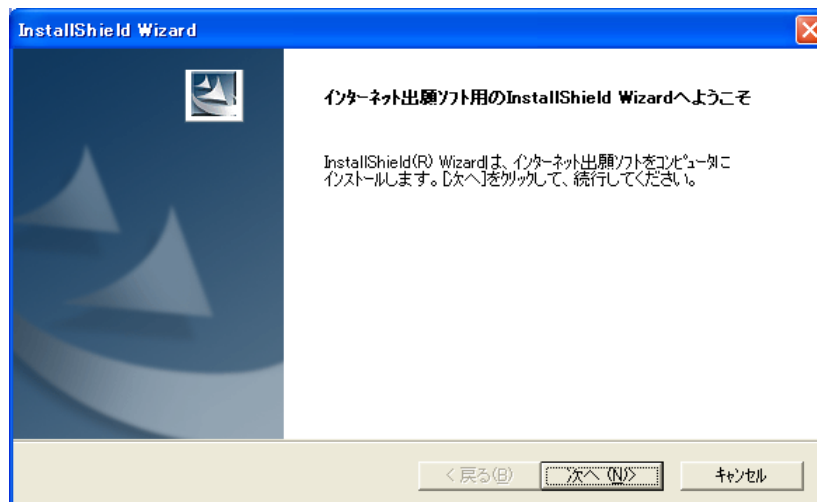 InstallShield Wizard
インターネット出願ソフト用のInstallShield Wizardへようこそ
InstallShield(R) Wizardは、インターネット出願ソフトをコンピュータに
インストールします。[次へ]をクリックして、続行してください。
< 戻る(B)
次へ (N)>
キャンセル